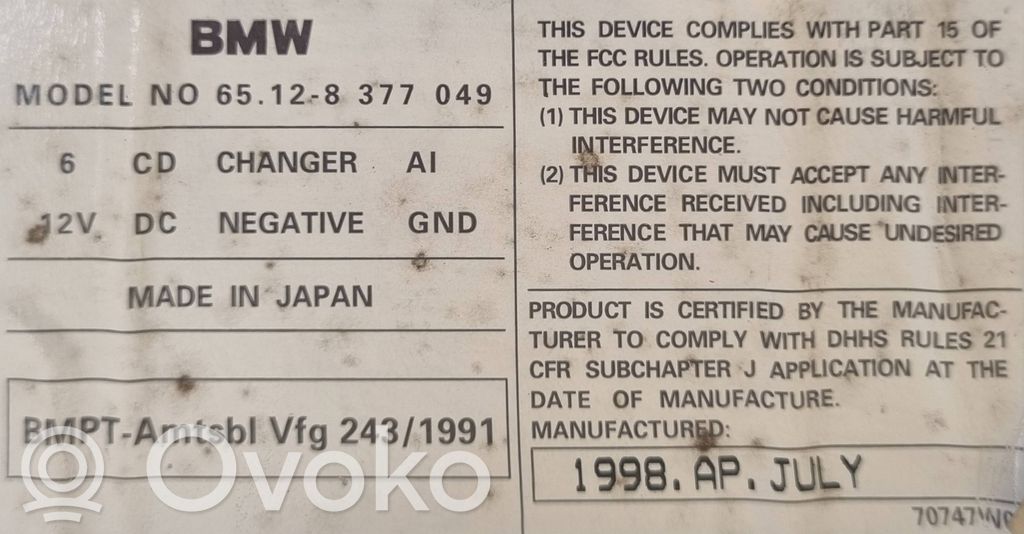 BMW
MODEL NO 65.12-8 377 049
6 CD CHANGER AI
12V DC NEGATIVE GND
MADE IN JAPAN
BMPT-Amtsbl Vfg 243/1991
THIS DEVICE COMPLIES WITH PART 15 OF
THE FCC RULES. OPERATION IS SUBJECT TO
THE FOLLOWING TWO CONDITIONS:
(1) THIS DEVICE MAY NOT CAUSE HARMFUL
INTERFERENCE.
(2) THIS DEVICE MUST ACCEPT ANY INTER-
FERENCE RECEIVED INCLUDING INTER-
FERENCE THAT MAY CAUSE UNDESIRED
OPERATION.
PRODUCT IS CERTIFIED BY THE MANUFAC-
TURER TO COMPLY WITH DHHS RULES 21
CFR SUBCHAPTER J APPLICATION AT THE
DATE OF MANUFACTURE.
MANUFACTURED:
1998.AP.JULY
Ovoko